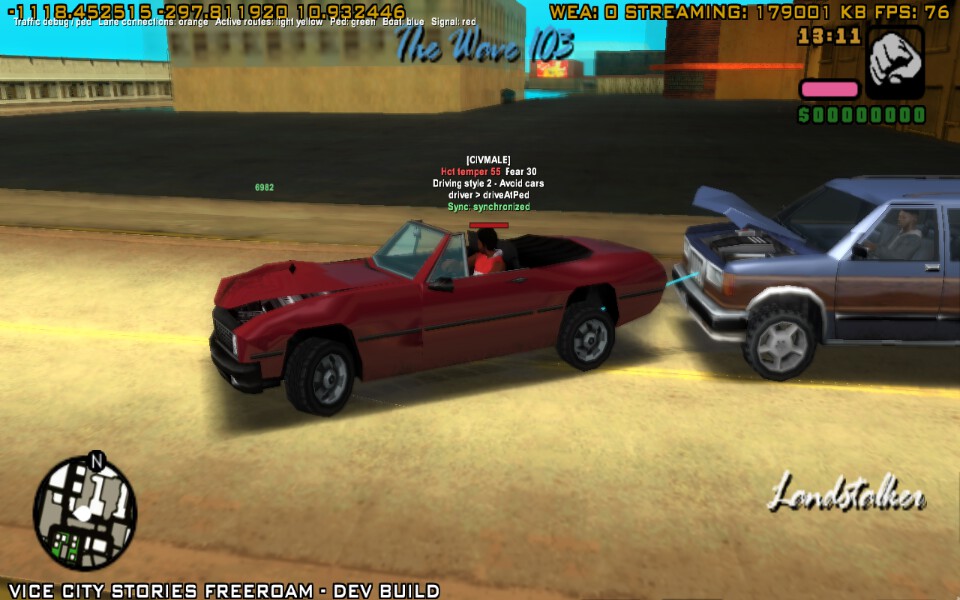 -1118.452515 -297.811920 10.932446
WEA: 0 STREAMING: 179001 KB FPS: 76
Traffic debug / ped Lane connections: orange Active routes: light yellow Ped: green Boat: blue Signal: red
The Wave 103
13:11
$00000000
[CIVMALE]
Hot temper 55 Fear 30
Driving style 2 - Avoid cars
driver > driveAtPed
Sync: synchronized
6982
N
Landstalker
VICE CITY STORIES FREEROAM - DEV BUILD